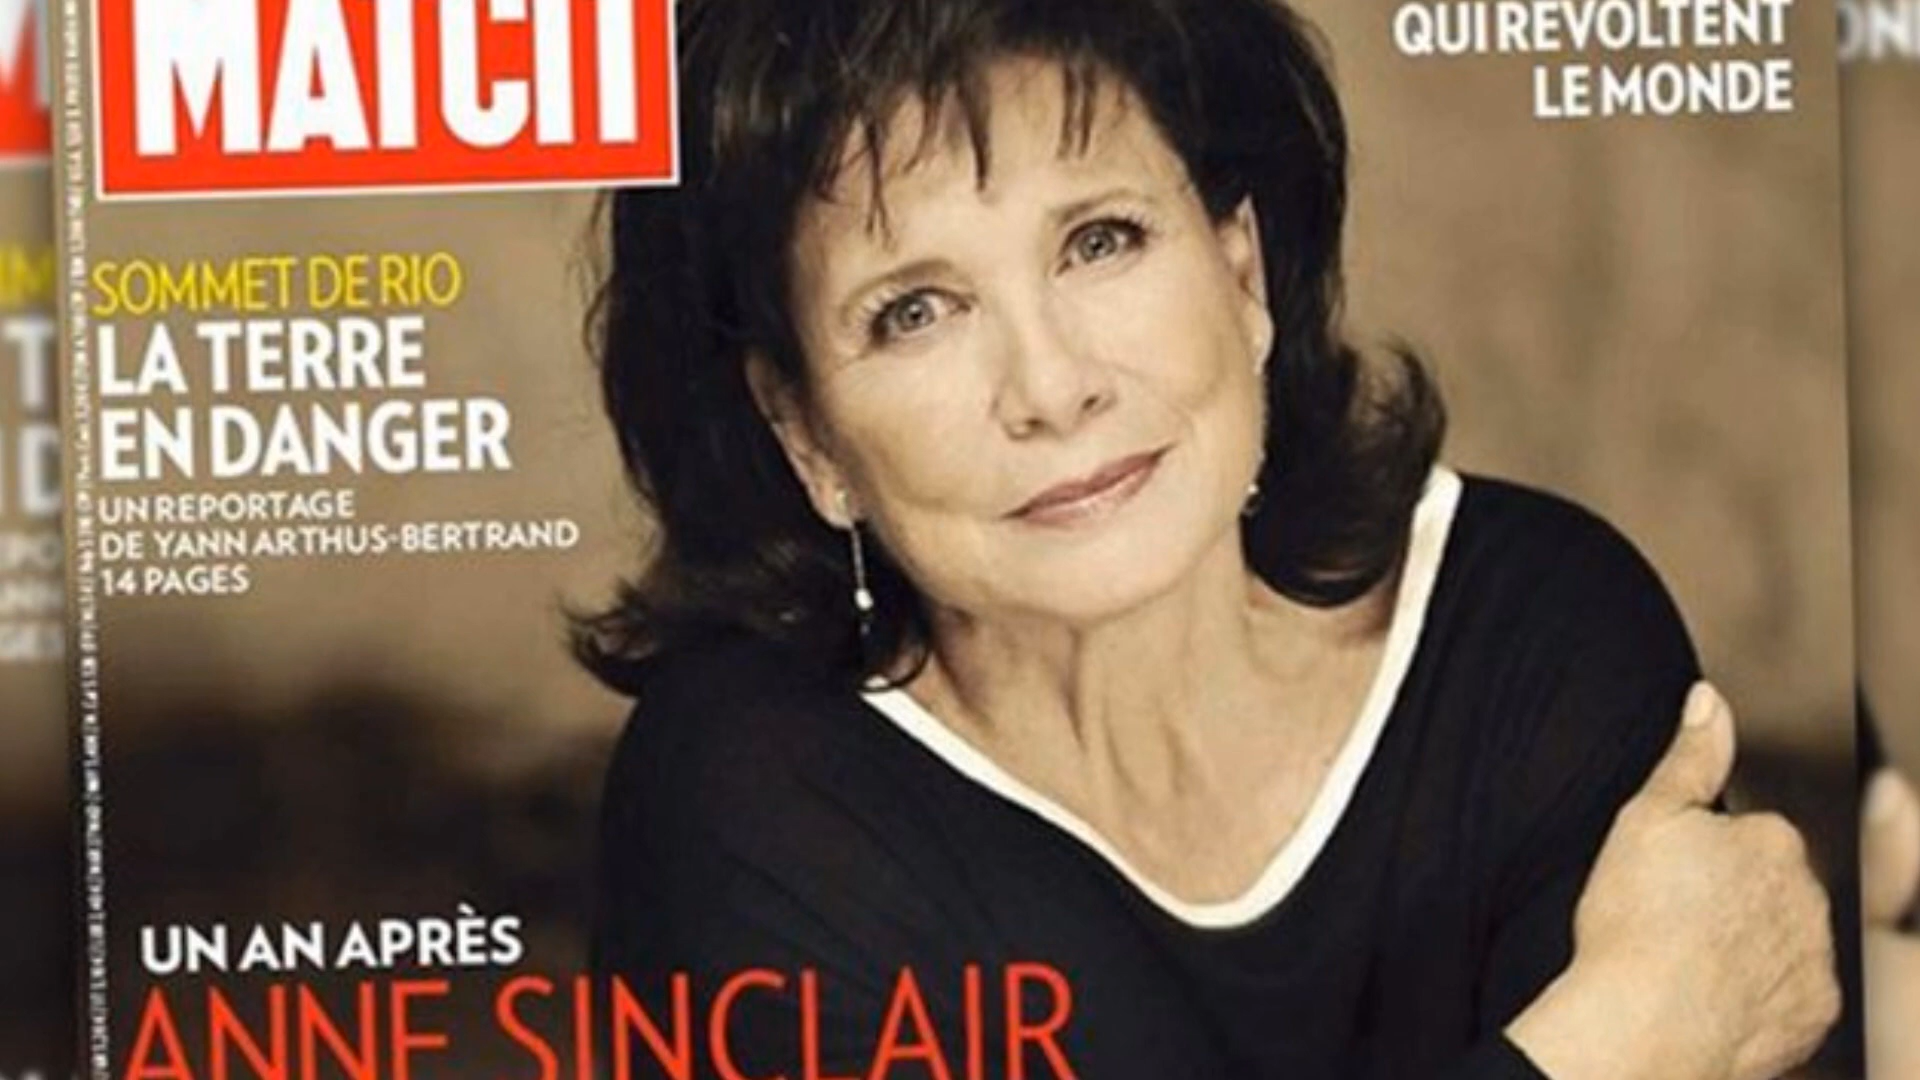 MATCH
QUI REVOLTENT
LE MONDE
SOMMET DE RIO
LA TERRE
EN DANGER
UN REPORTAGE
DE YANN ARTHUS-BERTRAND
14 PAGES
UN AN APRÈS
ANNE SINCLAIR